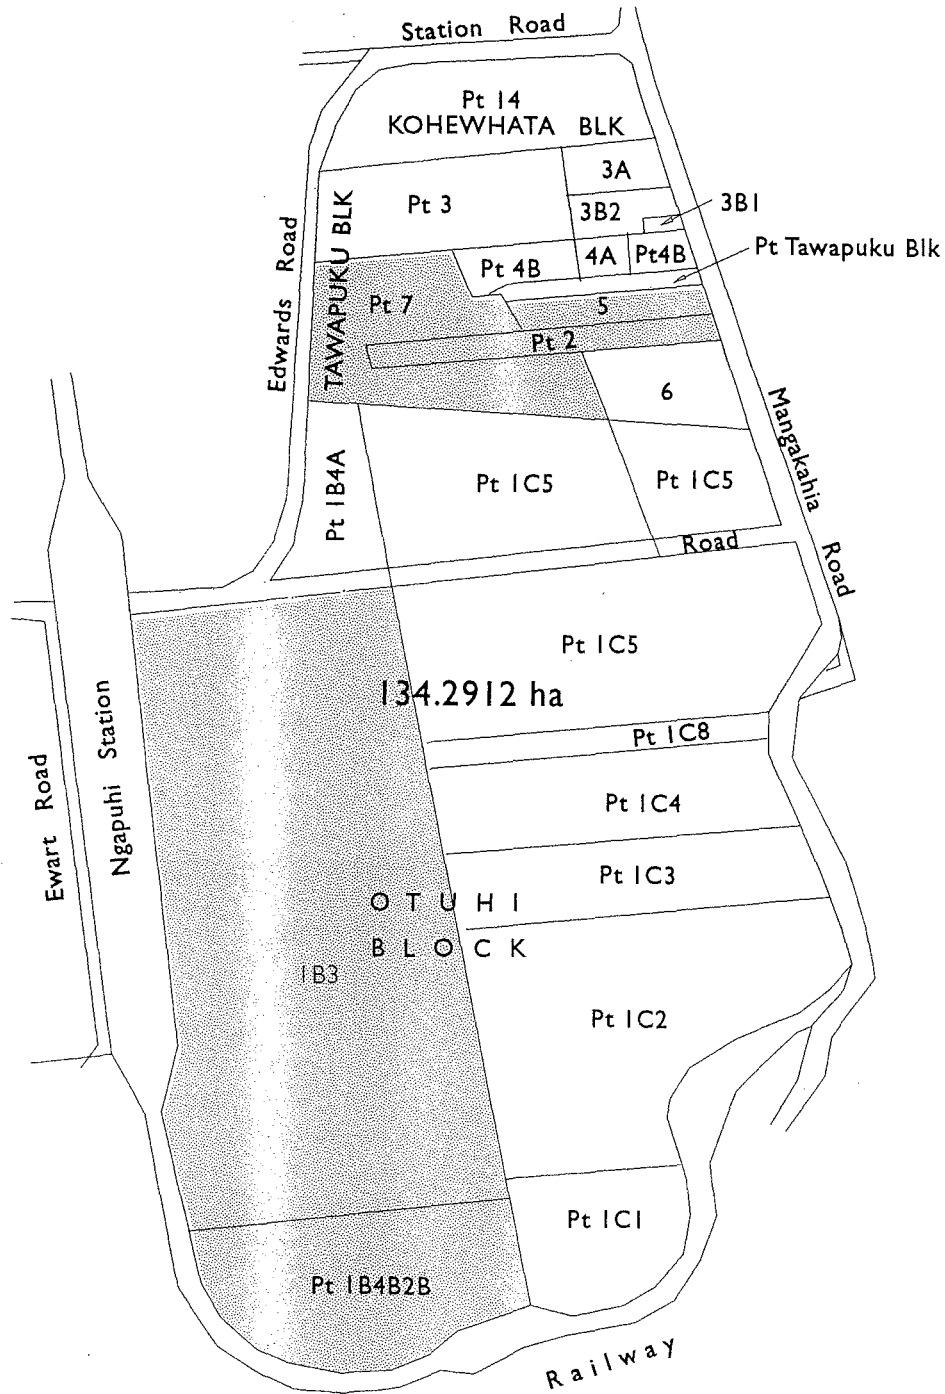 Station Road
Pt 14
KOHEWHATA BLK
3A
Pt 3
3B2
3B1
TAWAPUKU BLK
Edwards Road
Pt 4B
4A
Pt4B
Pt Tawapuku Blk
Pt 7
5
Pt 2
6
Mangakahia Road
Pt 1B4A
Pt 1C5
Pt 1C5
Road
Pt 1C5
134.2912 ha
Pt 1C8
Ngapuhi Station
Ewart Road
Pt 1C4
Pt 1C3
OTUHI
BLOCK
1B3
Pt 1C2
Pt 1C1
Pt 1B4B2B
Railway